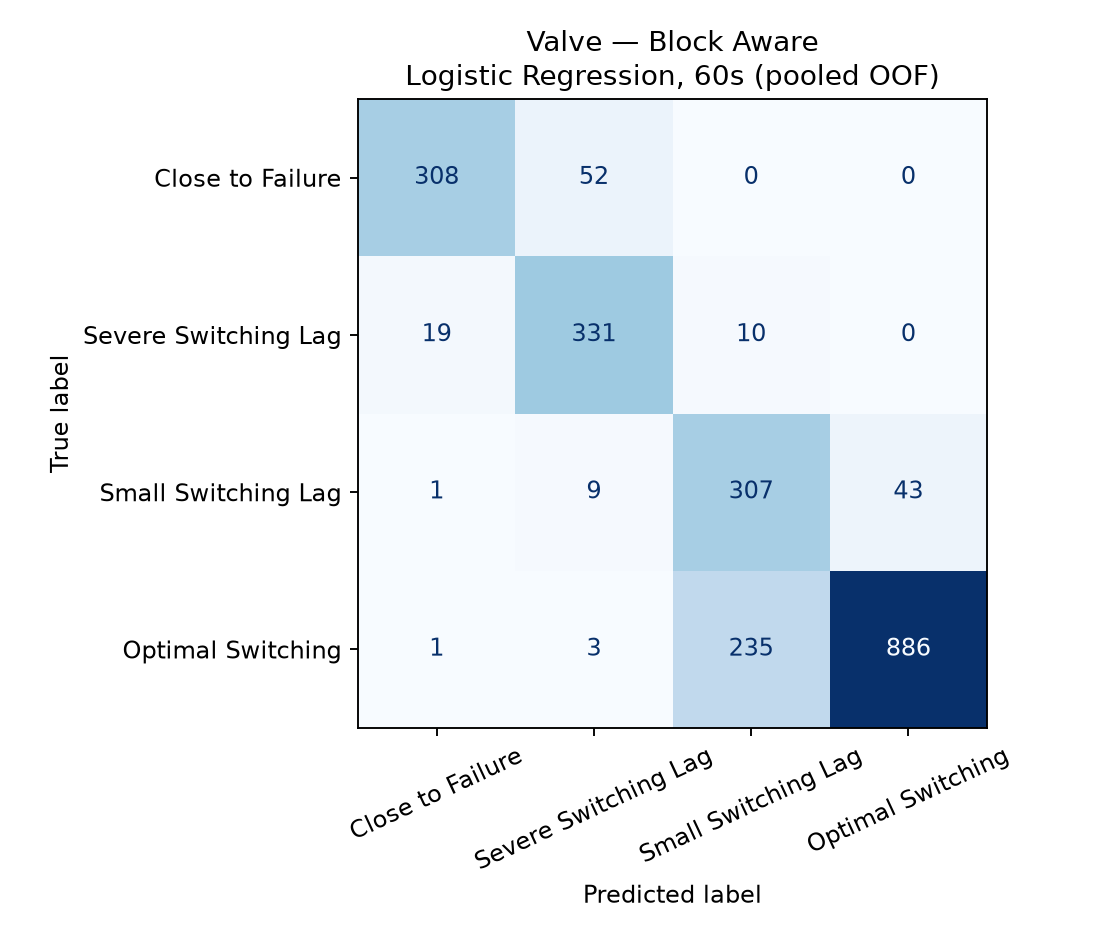 Valve — Block Aware
Logistic Regression, 60s (pooled OOF)
True label
Close to Failure
308 52 0 0
Severe Switching Lag
19 331 10 0
Small Switching Lag
1 9 307 43
Optimal Switching
1 3 235 886
Close to Failure
Severe Switching Lag
Small Switching Lag
Optimal Switching
Predicted label